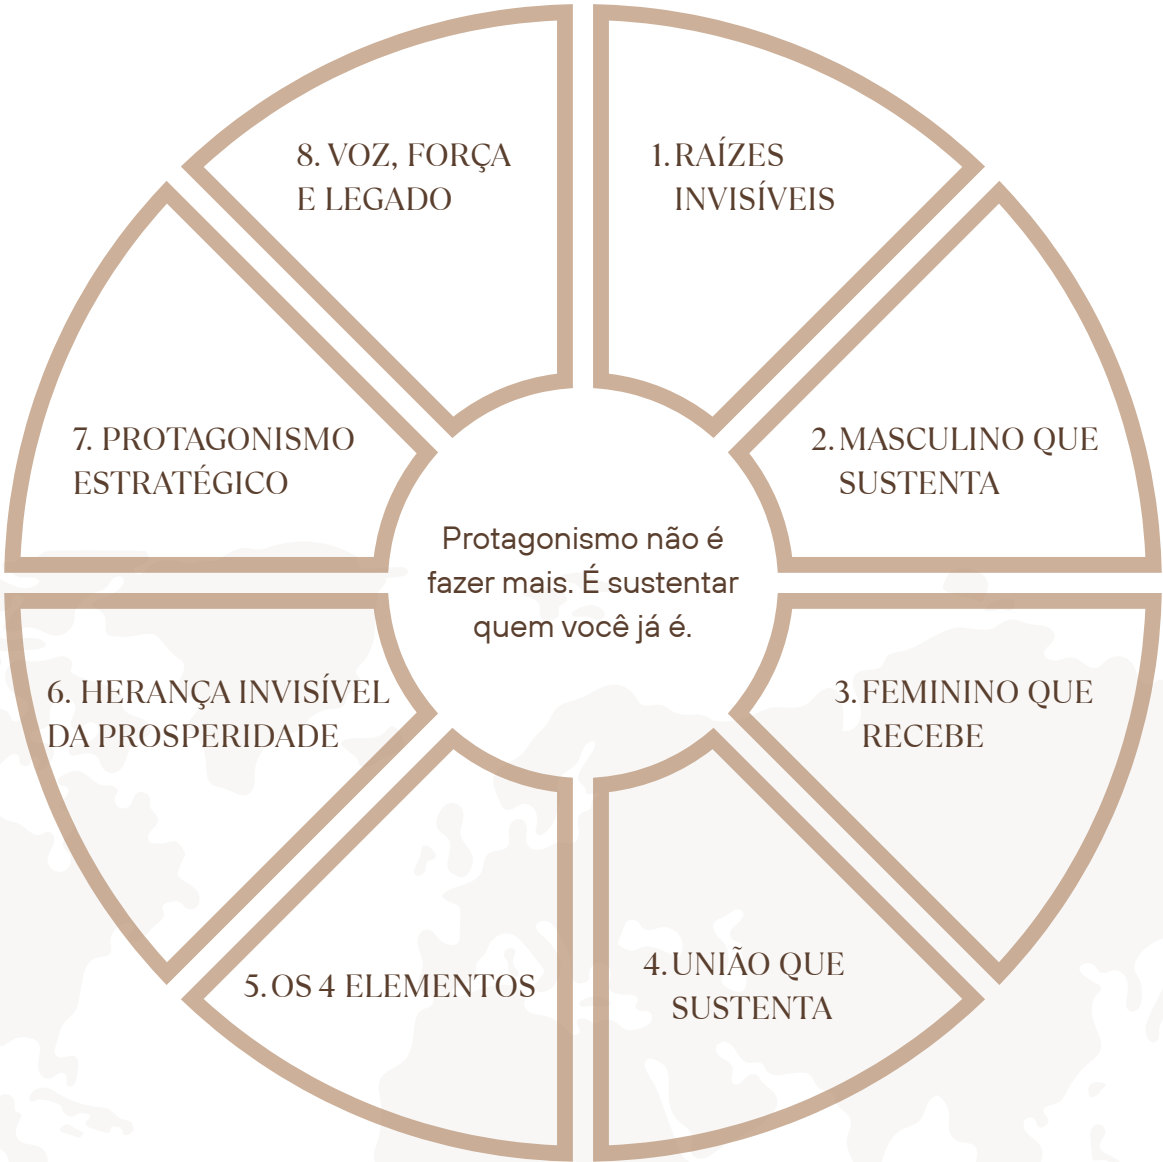 1. RAÍZES
INVISÍVEIS
2. MASCULINO QUE
SUSTENTA
3. FEMININO QUE
RECEBE
4. UNIÃO QUE
SUSTENTA
5. OS 4 ELEMENTOS
6. HERANÇA INVISÍVEL
DA PROSPERIDADE
7. PROTAGONISMO
ESTRATÉGICO
8. VOZ, FORÇA
E LEGADO
Protagonismo não é
fazer mais. É sustentar
quem você já é.